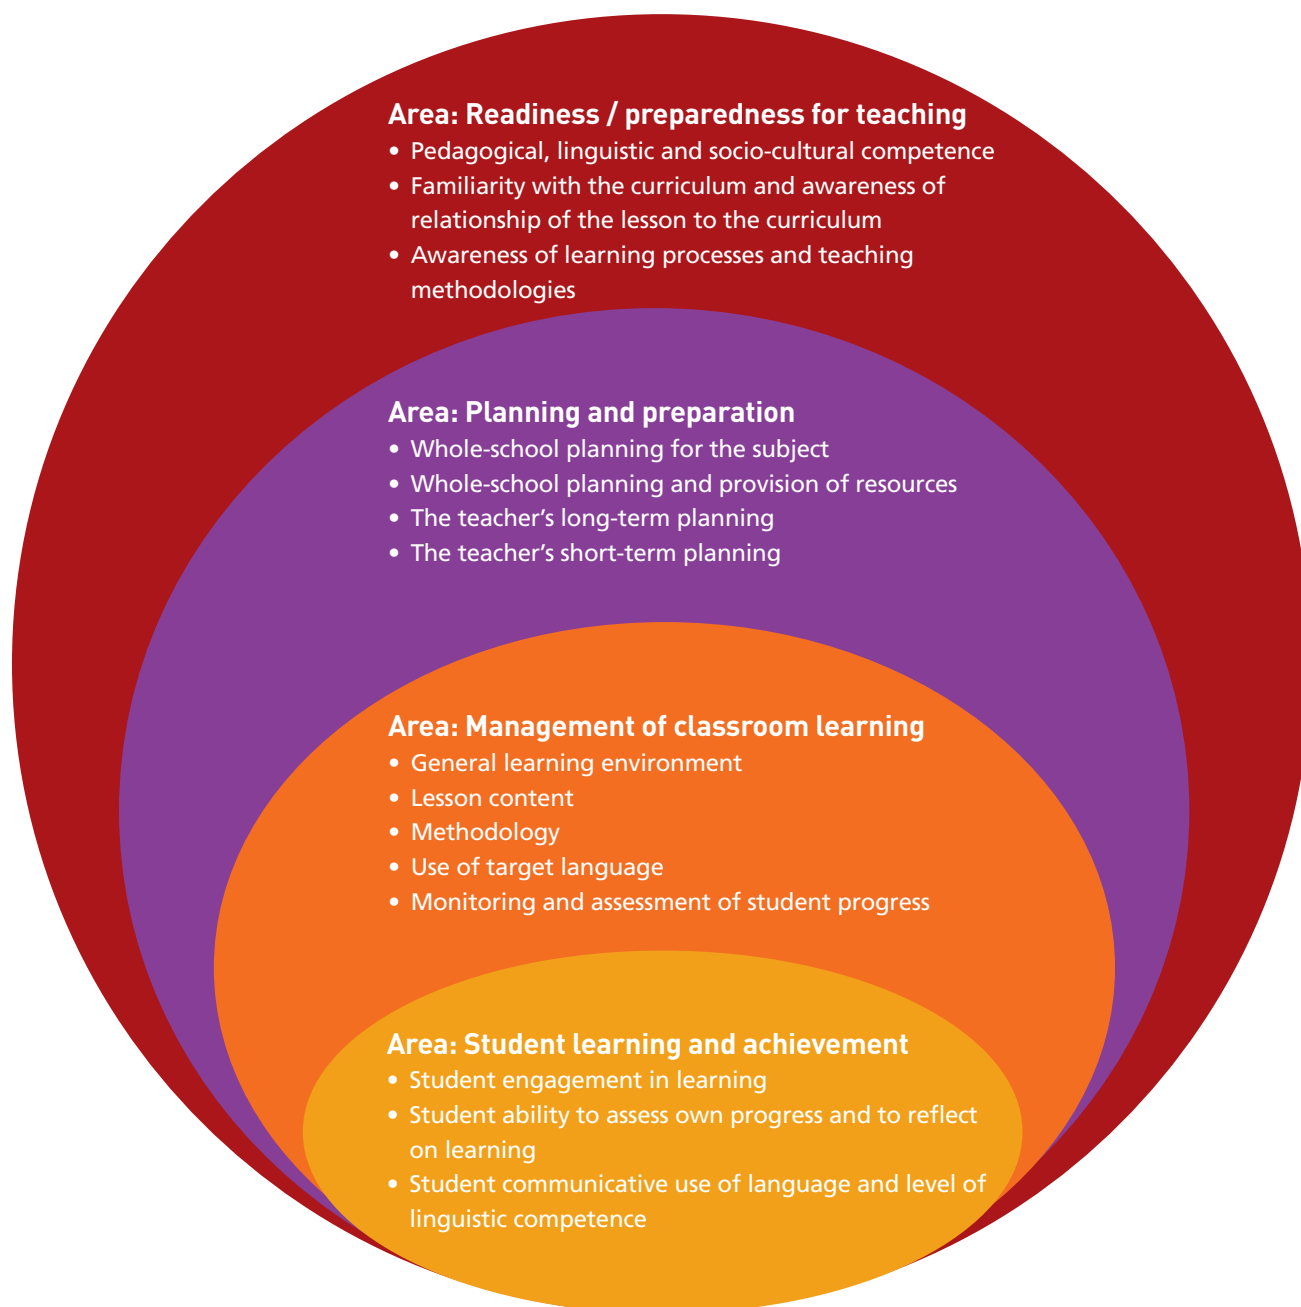 Area: Readiness / preparedness for teaching
• Pedagogical, linguistic and socio-cultural competence
• Familiarity with the curriculum and awareness of
relationship of the lesson to the curriculum
• Awareness of learning processes and teaching
methodologies
Area: Planning and preparation
• Whole-school planning for the subject
• Whole-school planning and provision of resources
• The teacher’s long-term planning
• The teacher’s short-term planning
Area: Management of classroom learning
• General learning environment
• Lesson content
• Methodology
• Use of target language
• Monitoring and assessment of student progress
Area: Student learning and achievement
• Student engagement in learning
• Student ability to assess own progress and to reflect
on learning
• Student communicative use of language and level of
linguistic competence